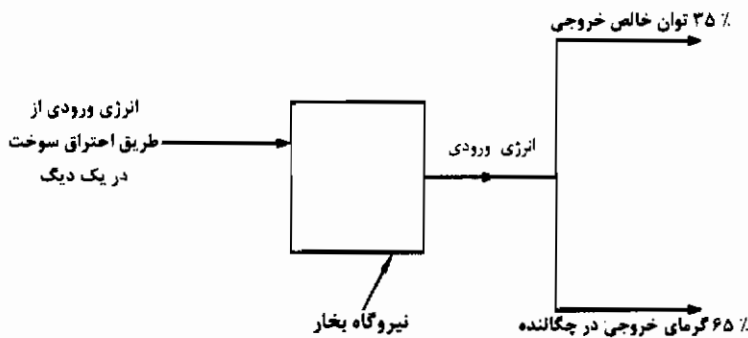 ٪ ۳۵ توان خالص خروجی
انرژی ورودی از
طریق احتراق سوخت
در یک دیگ
انرژی ورودی
نیروگاه بخار
٪ ۶۵ گرمای خروجی در چگالنده